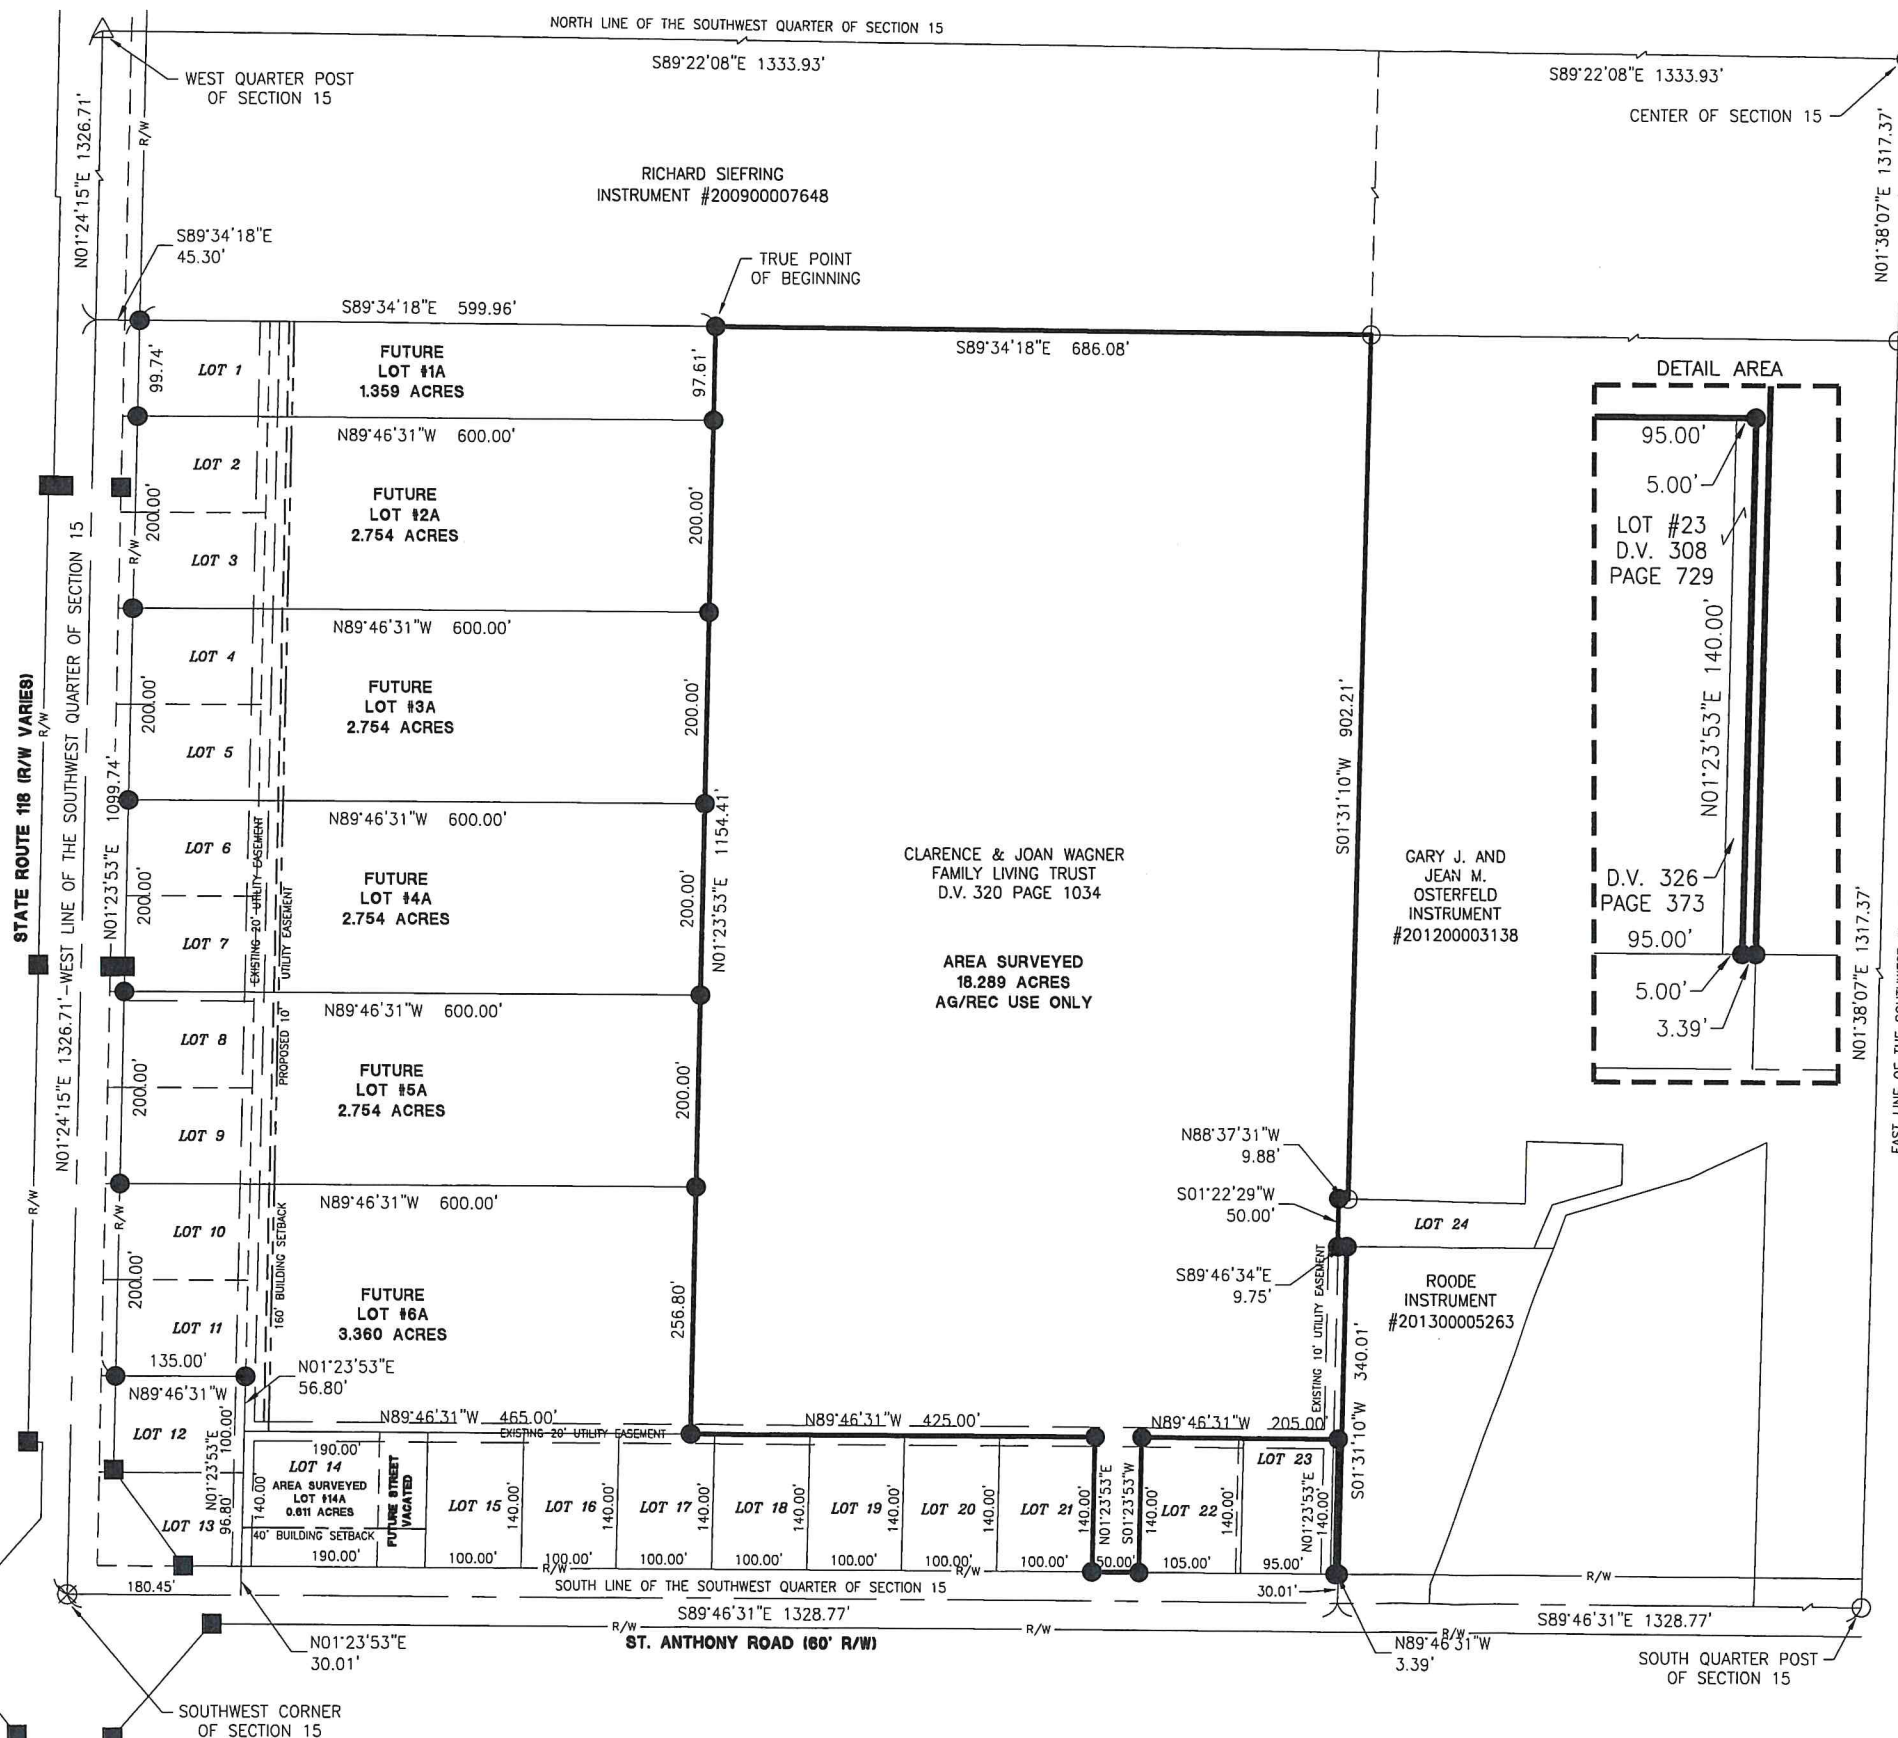 NORTH LINE OF THE SOUTHWEST QUARTER OF SECTION 15
S89°22'08"E 1333.93'
S89°22'08"E 1333.93'
WEST QUARTER POST
OF SECTION 15
CENTER OF SECTION 15
N01°24'15"E 1326.71'
R/W
N01°38'07"E 1317.37'
RICHARD SIEFRING
INSTRUMENT #200900007648
S89°34'18"E
45.30'
TRUE POINT
OF BEGINNING
S89°34'18"E 599.96'
S89°34'18"E 686.08'
99.74'
LOT 1
FUTURE
LOT #1A
1.359 ACRES
97.61'
N89°46'31"W 600.00'
LOT 2
200.00'
LOT 3
FUTURE
LOT #2A
2.754 ACRES
200.00'
R/W
N89°46'31"W 600.00'
LOT 4
200.00'
LOT 5
FUTURE
LOT #3A
2.754 ACRES
200.00'
N89°46'31"W 600.00'
LOT 6
200.00'
LOT 7
FUTURE
LOT #4A
2.754 ACRES
200.00'
N89°46'31"W 600.00'
LOT 8
200.00'
LOT 9
FUTURE
LOT #5A
2.754 ACRES
200.00'
N89°46'31"W 600.00'
LOT 10
200.00'
LOT 11
FUTURE
LOT #6A
3.360 ACRES
256.80'
STATE ROUTE 118 (R/W VARIES)
R/W
R/W
R/W
N01°24'15"E 1326.71'-WEST LINE OF THE SOUTHWEST QUARTER OF SECTION 15
N01°23'53"E 1099.74'
EXISTING 20' UTILITY EASEMENT
PROPOSED 10' UTILITY EASEMENT
160' BUILDING SETBACK
N01°23'53"E 1154.41'
CLARENCE & JOAN WAGNER
FAMILY LIVING TRUST
D.V. 320 PAGE 1034
AREA SURVEYED
18.289 ACRES
AG/REC USE ONLY
S01°31'10"W 902.21'
GARY J. AND
JEAN M.
OSTERFELD
INSTRUMENT
#201200003138
DETAIL AREA
95.00'
5.00'
LOT #23
D.V. 308
PAGE 729
N01°23'53"E 140.00'
D.V. 326
PAGE 373
95.00'
5.00'
3.39'
N01°38'07"E 1317.37'
N88°37'31"W
9.88'
S01°22'29"W
50.00'
LOT 24
S89°46'34"E
9.75'
EXISTING 10' UTILITY EASEMENT
S01°31'10"W 340.01'
ROODE
INSTRUMENT
#201300005263
135.00'
N89°46'31"W
N01°23'53"E
56.80'
LOT 12
N01°23'53"E 100.00'
96.80'
LOT 13
N89°46'31"W 465.00'
EXISTING 20' UTILITY EASEMENT
N89°46'31"W 425.00'
N89°46'31"W 205.00'
190.00'
LOT 14
AREA SURVEYED
LOT #14A
0.611 ACRES
140.00'
40' BUILDING SETBACK
190.00'
FUTURE STREET
VACATED
LOT 15
140.00'
LOT 16
140.00'
LOT 17
140.00'
LOT 18
140.00'
LOT 19
140.00'
LOT 20
140.00'
LOT 21
140.00'
N01°23'53"E
S01°23'53"W
140.00'
LOT 22
140.00'
LOT 23
N01°23'53"E
140.00'
100.00'
100.00'
100.00'
100.00'
100.00'
100.00'
100.00'
50.00'
105.00'
95.00'
R/W
R/W
R/W
180.45'
SOUTH LINE OF THE SOUTHWEST QUARTER OF SECTION 15
30.01'
S89°46'31"E 1328.77'
S89°46'31"E 1328.77'
R/W
R/W
R/W
ST. ANTHONY ROAD (60' R/W)
N01°23'53"E
30.01'
N89°46'31"W
3.39'
SOUTH QUARTER POST
OF SECTION 15
SOUTHWEST CORNER
OF SECTION 15